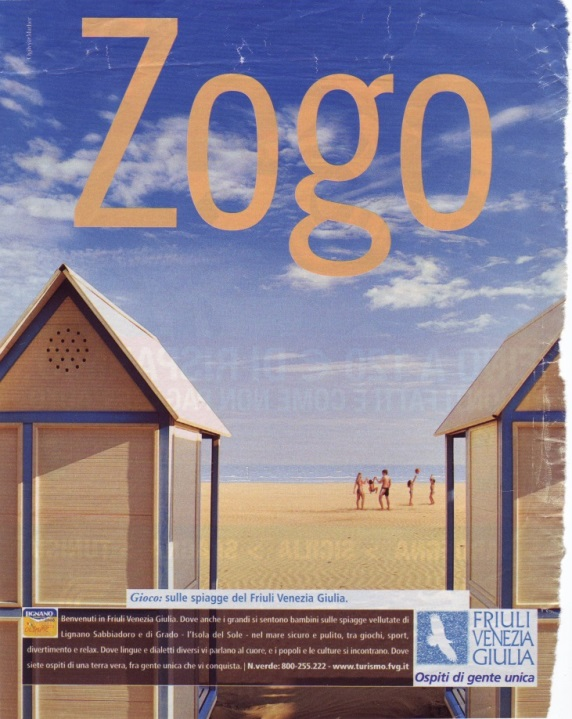 Zogo
Gioco: sulle spiagge del Friuli Venezia Giulia.
LIGNANO
Benvenuti in Friuli Venezia Giulia. Dove anche i grandi si sentono bambini sulle spiagge vellutate di
Lignano Sabbiadoro e di Grado - l'Isola del Sole - nel mare sicuro e pulito, tra giochi, sport,
divertimento e relax. Dove lingue e dialetti diversi vi parlano al cuore, e i popoli e le culture si incontrano. Dove
siete ospiti di una terra vera, fra gente unica che vi conquista. | N.verde: 800-255.222 - www.turismo.fvg.it
FRIULI
VENEZIA
GIULIA
Ospiti di gente unica